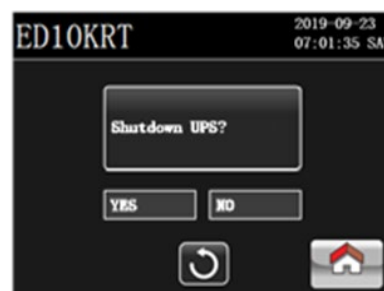 ED10KRT
2019-09-23
07:01:35 SA
Shutdown UPS?
YES
NO